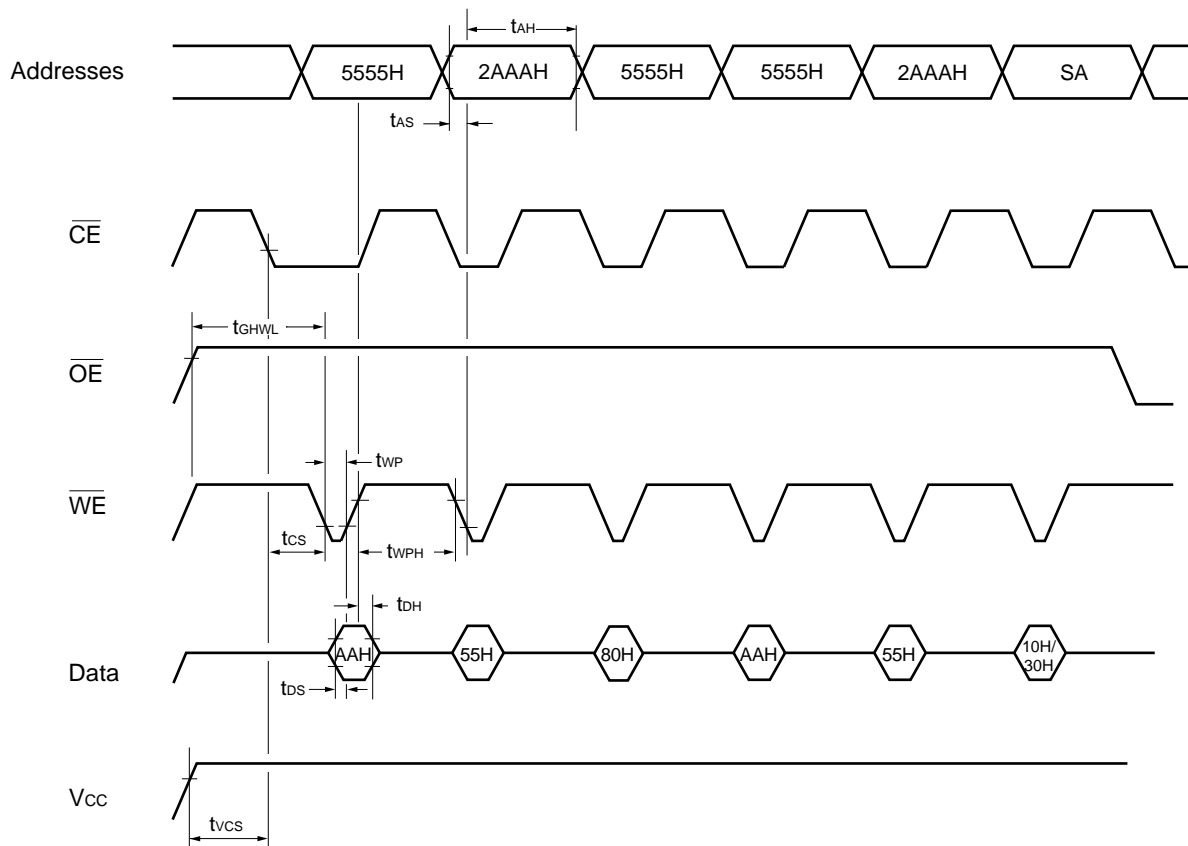 tAH
Addresses
5555H 2AAAH 5555H 5555H 2AAAH SA
tAS
CE
tGHWL
OE
tWP
WE
tCS tWPH
tDH
Data
AAH 55H 80H AAH 55H 10H/
30H
tDS
VCC
tVCS